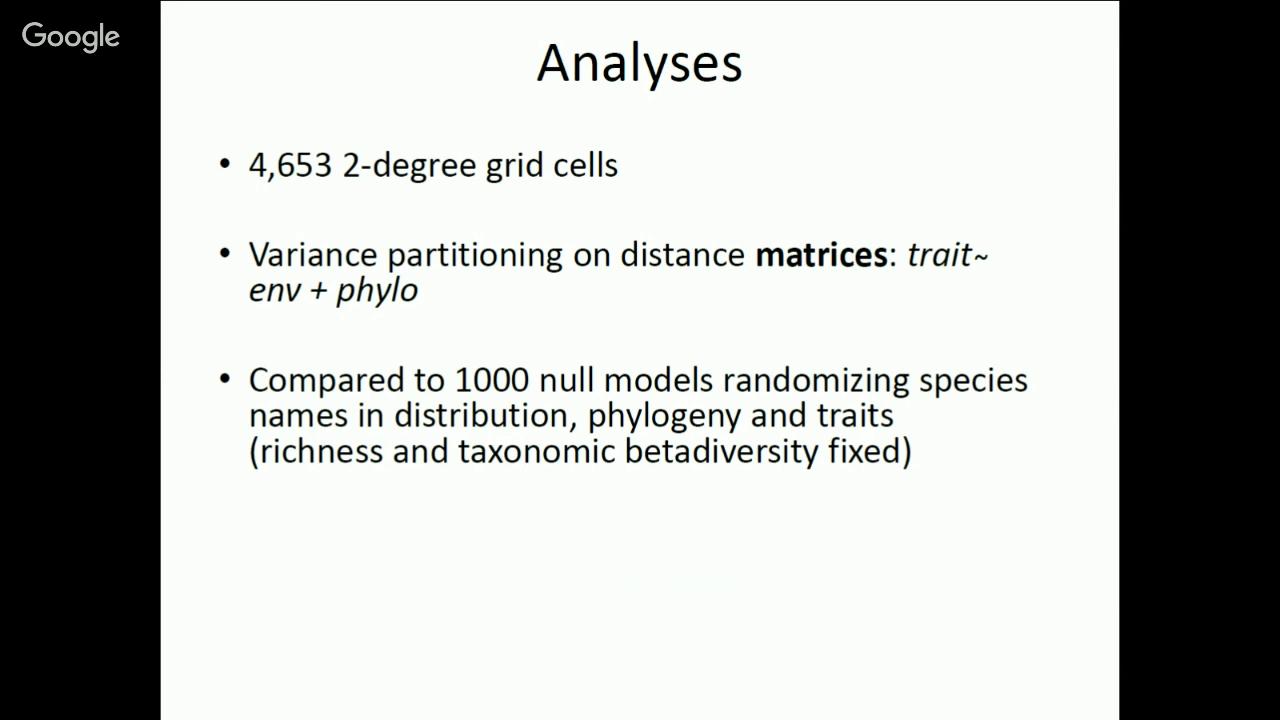 Google
Analyses
• 4,653 2-degree grid cells
• Variance partitioning on distance matrices: trait~
env + phylo
• Compared to 1000 null models randomizing species
names in distribution, phylogeny and traits
(richness and taxonomic betadiversity fixed)